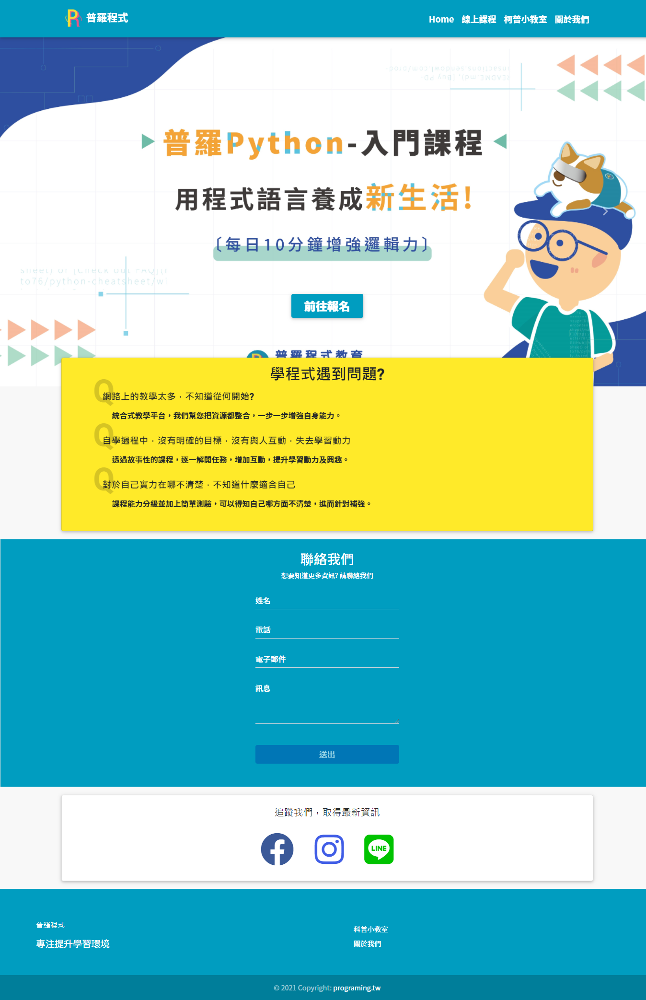 普羅程式
Home 線上課程 柯普小教室 關於我們
nsactions.sendowl.com/prod-
README.md), [Buy PD-
普羅Python-入門課程
用程式語言養成新生活!
〔每日10分鐘增強邏輯力〕
sheet) or [Check out FAQ](h
to76/python-cheatsheet/wi
前往報名
普羅程式教育
學程式遇到問題?
Q
網路上的教學太多，不知道從何開始?
統合式教學平台，我們幫您把資源都整合，一步一步增強自身能力。
Q
自學過程中，沒有明確的目標，沒有與人互動，失去學習動力
透過故事性的課程，逐一解開任務，增加互動，提升學習動力及興趣。
Q
對於自己實力在哪不清楚，不知道什麼適合自己
課程能力分級並加上簡單測驗，可以得知自己哪方面不清楚，進而針對補強。
聯絡我們
想要知道更多資訊? 請聯絡我們
姓名
電話
電子郵件
訊息
送出
追蹤我們，取得最新資訊
LINE
普羅程式
專注提升學習環境
科普小教室
關於我們
© 2021 Copyright: programing.tw